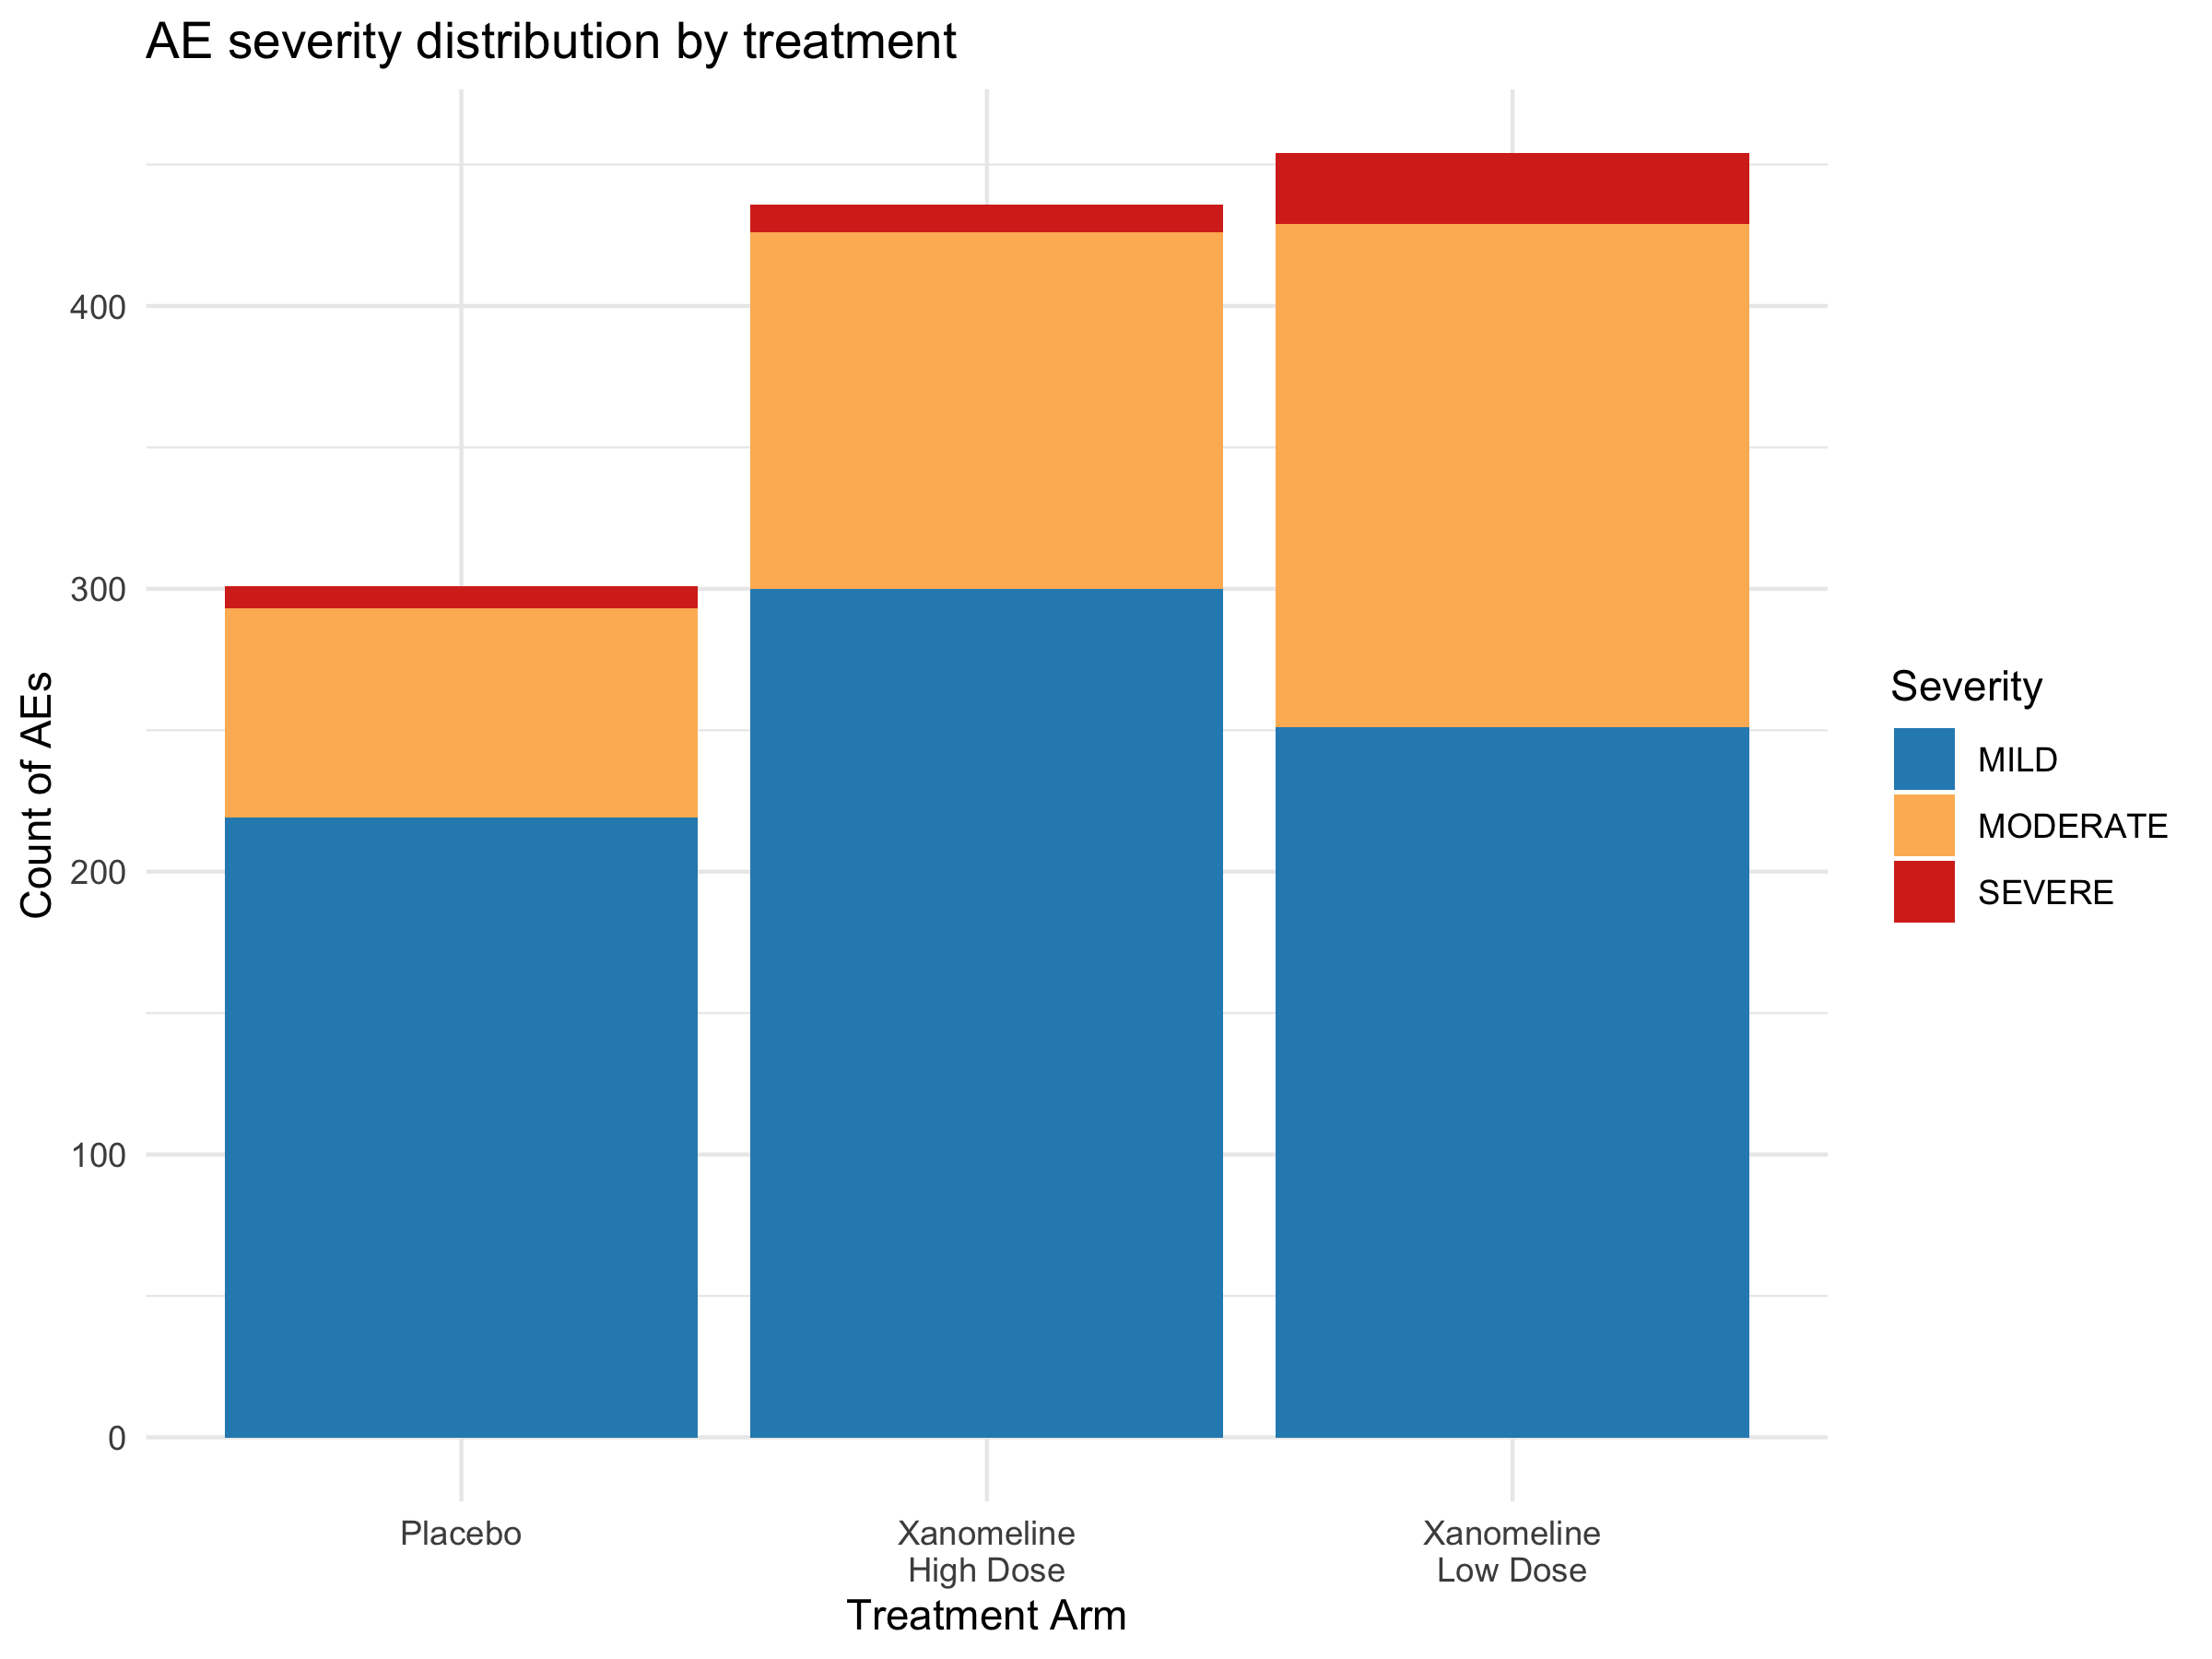 AE severity distribution by treatment
Count of AEs
400
300
200
100
0
Placebo
Xanomeline
High Dose
Xanomeline
Low Dose
Treatment Arm
Severity
MILD
MODERATE
SEVERE